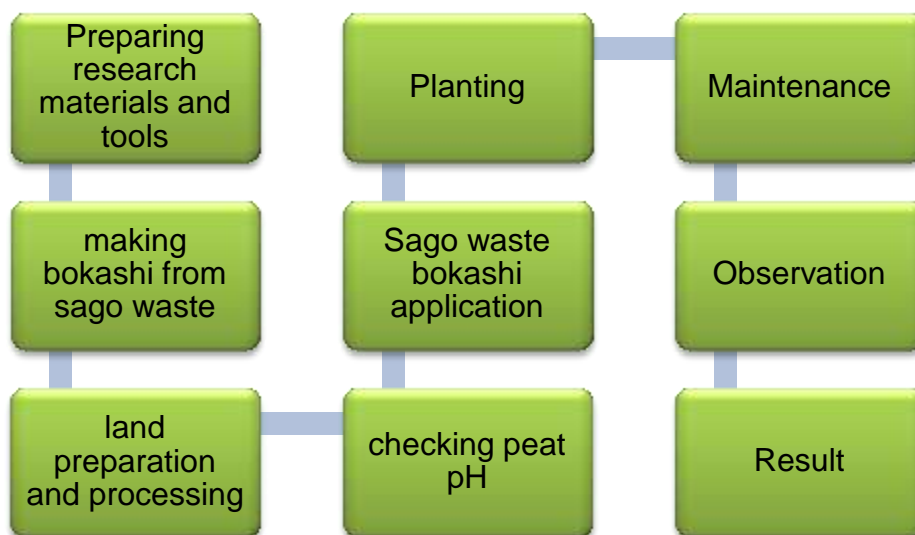 Preparing
research
materials and
tools
making
bokashi from
sago waste
land
preparation
and processing
checking peat
pH
Sago waste
bokashi
application
Planting
Maintenance
Observation
Result